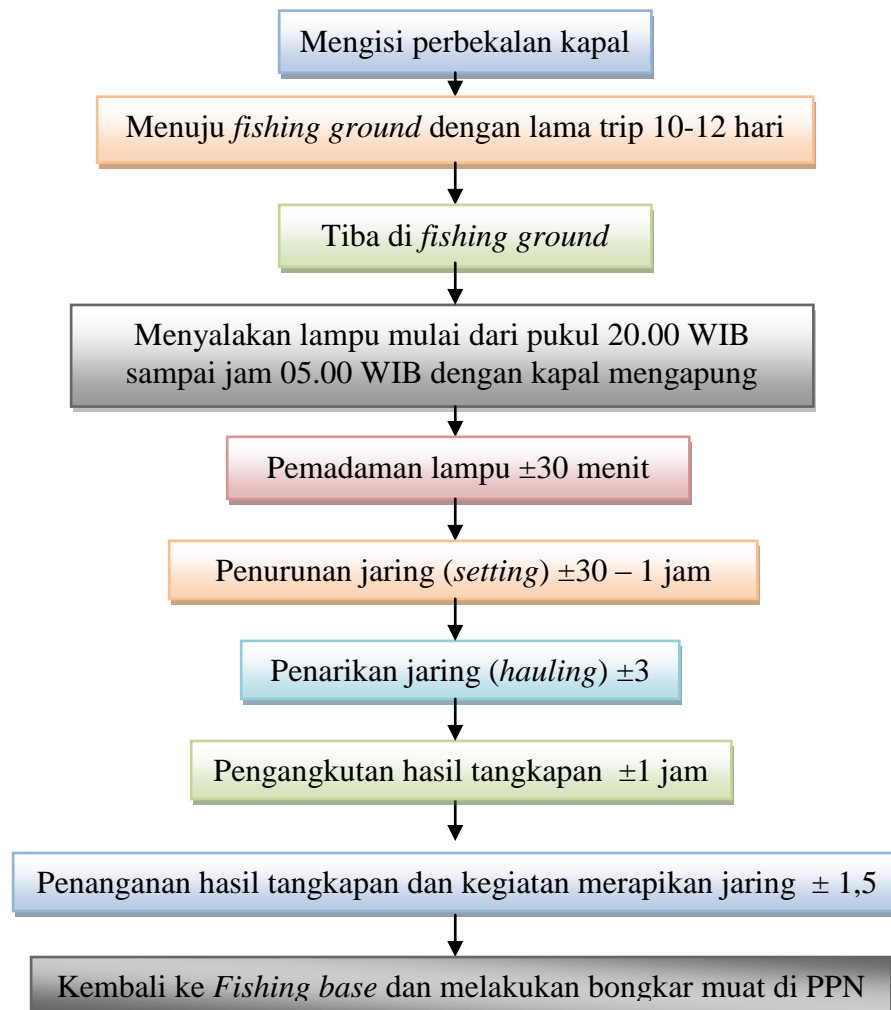 Mengisi perbekalan kapal
Menuju fishing ground dengan lama trip 10-12 hari
Tiba di fishing ground
Menyalakan lampu mulai dari pukul 20.00 WIB
sampai jam 05.00 WIB dengan kapal mengapung
Pemadaman lampu ±30 menit
Penurunan jaring (setting) ±30 – 1 jam
Penarikan jaring (hauling) ±3
Pengangkutan hasil tangkapan ±1 jam
Penanganan hasil tangkapan dan kegiatan merapikan jaring ± 1,5
Kembali ke Fishing base dan melakukan bongkar muat di PPN